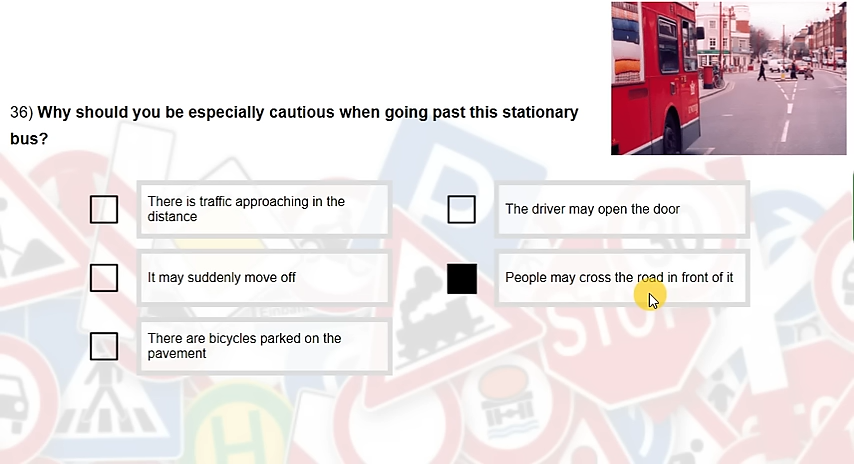 36) Why should you be especially cautious when going past this stationary
bus?
There is traffic approaching in the
distance
The driver may open the door
It may suddenly move off
People may cross the road in front of it
There are bicycles parked on the
pavement
STOP
30